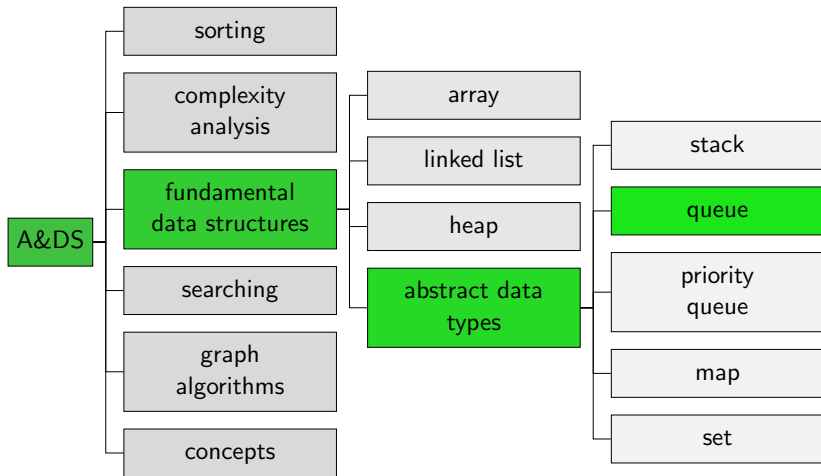 A&DS
sorting
complexity
analysis
fundamental
data structures
searching
graph
algorithms
concepts
array
linked list
heap
abstract data
types
stack
queue
priority
queue
map
set